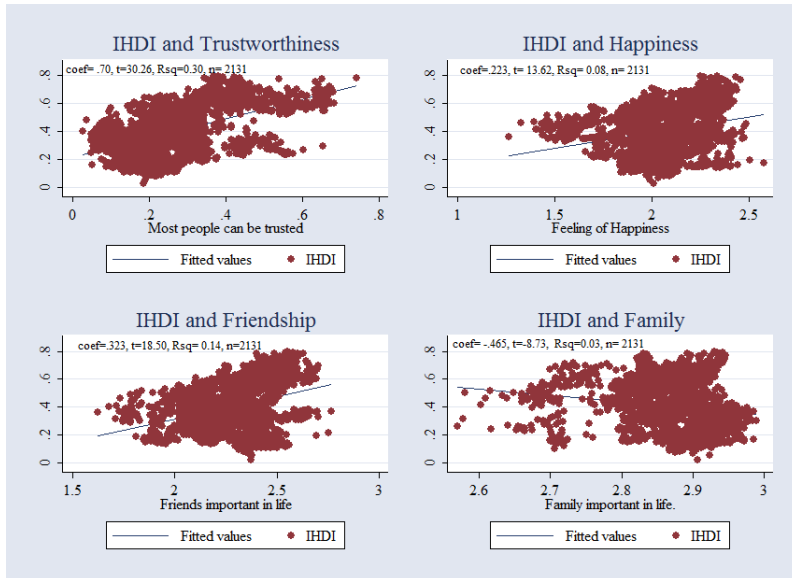 IHDI and Trustworthiness
coef= .70, t=30.26, Rsq=0.30, n= 2131
.8
.6
.4
.2
0
0 .2 .4 .6 .8
Most people can be trusted
Fitted values IHDI
IHDI and Happiness
coef=.223, t= 13.62, Rsq= 0.08, n= 2131
.8
.6
.4
.2
0
1 1.5 2 2.5
Feeling of Happiness
Fitted values IHDI
IHDI and Friendship
coef=.323, t=18.50, Rsq= 0.14, n=2131
.8
.6
.4
.2
0
1.5 2 2.5 3
Friends important in life
Fitted values IHDI
IHDI and Family
coef= -.465, t=-8.73, Rsq=0.03, n= 2131
.8
.6
.4
.2
0
2.6 2.7 2.8 2.9 3
Family important in life.
Fitted values IHDI